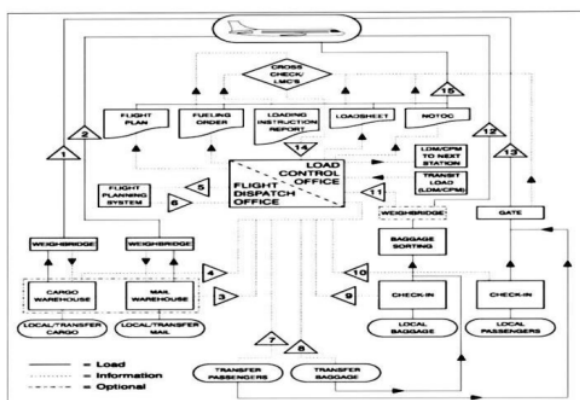 CROSS
CHECK/
LMC'S
15
FLIGHT
PLAN
FUELING
ORDER
LOADING
INSTRUCTION
REPORT
LOADSHEET
NOTOC
1
2
12
13
14
LDM/CPM
TO NEXT
STATION
TRANSIT
LOAD
(LDM/CPM)
LOAD
CONTROL
OFFICE
FLIGHT
DISPATCH
OFFICE
FLIGHT
PLANNING
SYSTEM
5
6
11
WEIGHBRIDGE
GATE
WEIGHBRIDGE
WEIGHBRIDGE
BAGGAGE
SORTING
4
3
10
9
CARGO
WAREHOUSE
MAIL
WAREHOUSE
CHECK-IN
CHECK-IN
LOCAL/TRANSFER
CARGO
LOCAL/TRANSFER
MAIL
LOCAL
BAGGAGE
LOCAL
PASSENGERS
7
8
TRANSFER
PASSENGERS
TRANSFER
BAGGAGE
= Load
= Information
= Optional